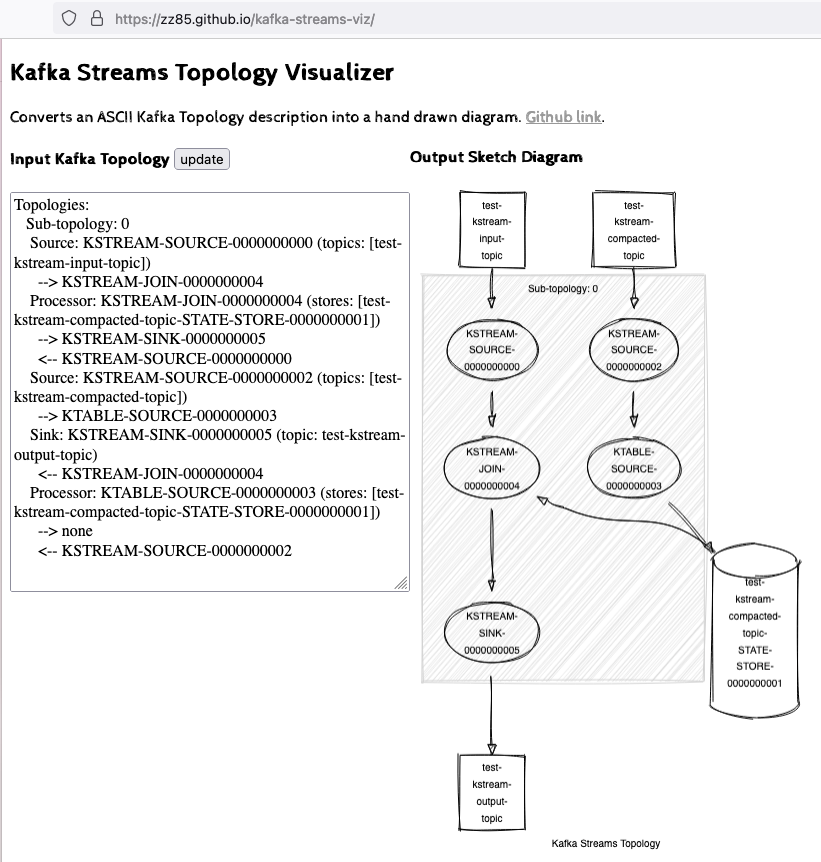 https://zz85.github.io/kafka-streams-viz/
Kafka Streams Topology Visualizer
Converts an ASCII Kafka Topology description into a hand drawn diagram. Github link.
Input Kafka Topology update
Topologies:
Sub-topology: 0
Source: KSTREAM-SOURCE-0000000000 (topics: [test-
kstream-input-topic])
--> KSTREAM-JOIN-0000000004
Processor: KSTREAM-JOIN-0000000004 (stores: [test-
kstream-compacted-topic-STATE-STORE-0000000001])
--> KSTREAM-SINK-0000000005
<-- KSTREAM-SOURCE-0000000000
Source: KSTREAM-SOURCE-0000000002 (topics: [test-
kstream-compacted-topic])
--> KTABLE-SOURCE-0000000003
Sink: KSTREAM-SINK-0000000005 (topic: test-kstream-
output-topic)
<-- KSTREAM-JOIN-0000000004
Processor: KTABLE-SOURCE-0000000003 (stores: [test-
kstream-compacted-topic-STATE-STORE-0000000001])
--> none
<-- KSTREAM-SOURCE-0000000002
Output Sketch Diagram
test-
kstream-
input-
topic
test-
kstream-
compacted-
topic
Sub-topology: 0
KSTREAM-
SOURCE-
0000000000
KSTREAM-
SOURCE-
0000000002
KSTREAM-
JOIN-
0000000004
KTABLE-
SOURCE-
0000000003
test-
kstream-
compacted-
topic-
STATE-
STORE-
0000000001
KSTREAM-
SINK-
0000000005
test-
kstream-
output-
topic
Kafka Streams Topology